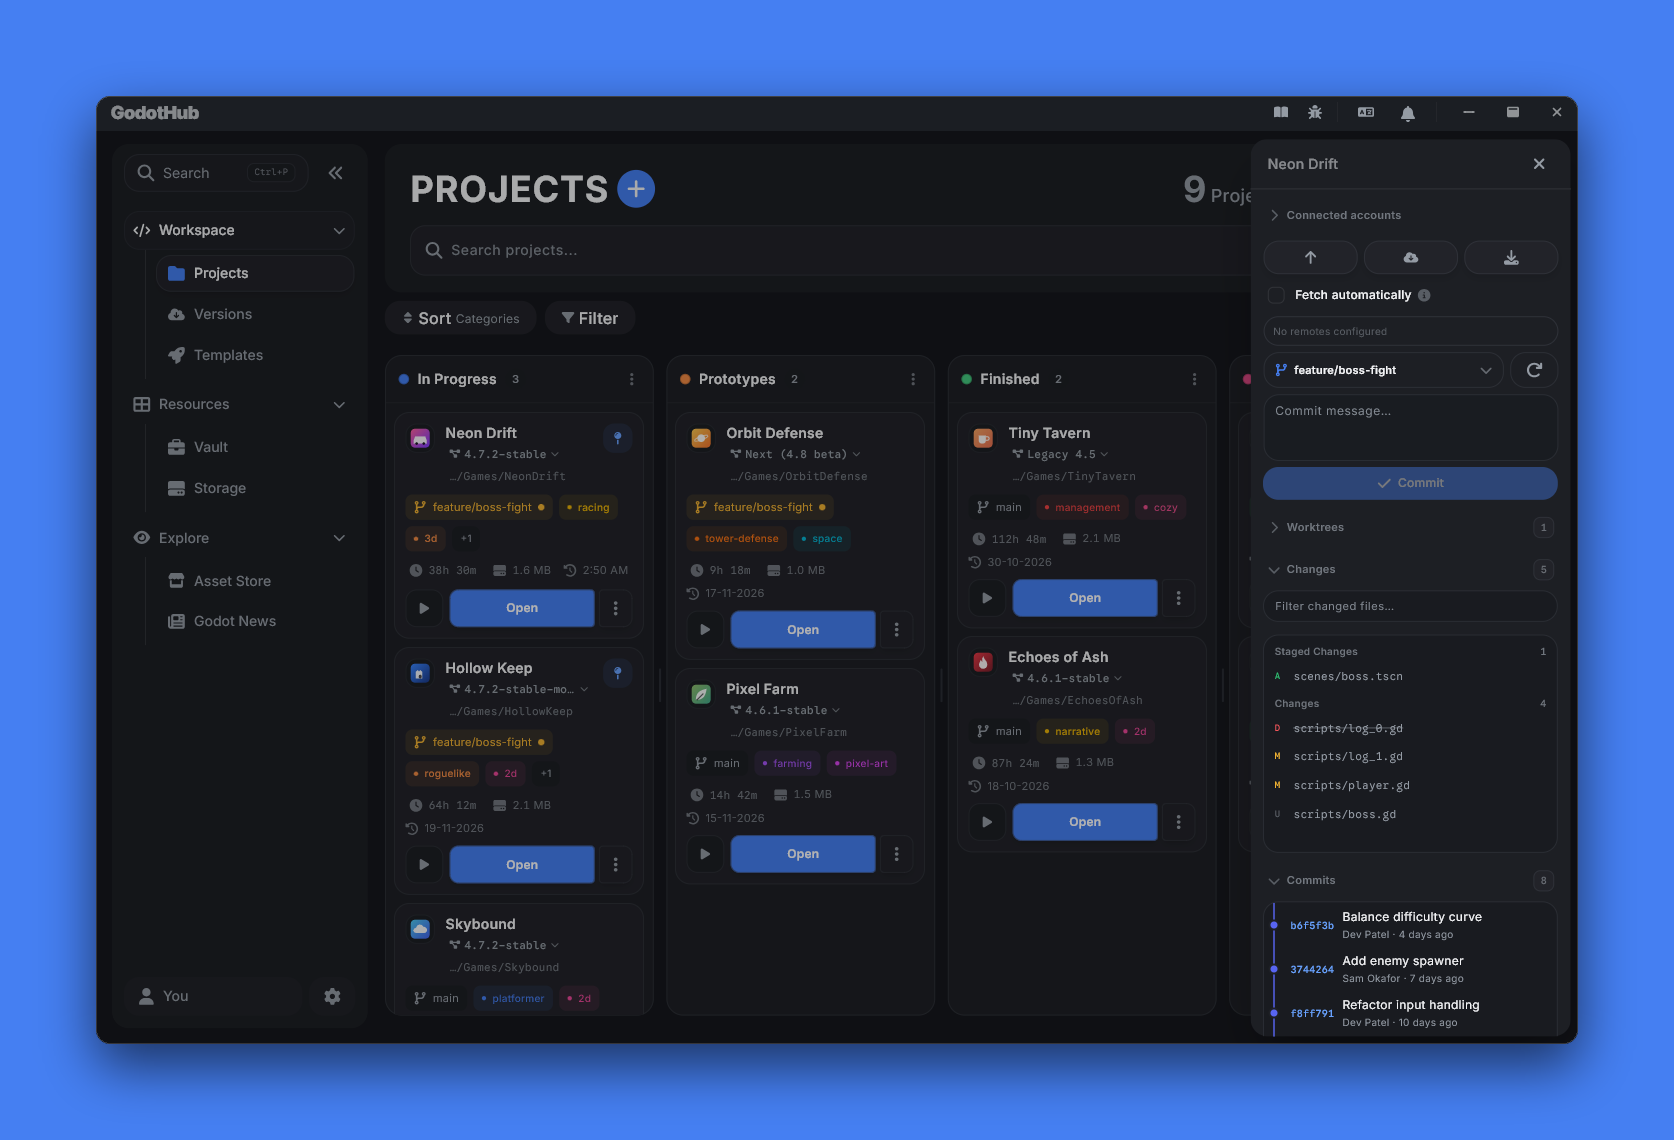 GodotHub
Search Ctrl+P
Workspace
Projects
Versions
Templates
Resources
Vault
Storage
Explore
Asset Store
Godot News
You
PROJECTS
9
Search projects...
Sort Categories
Filter
In Progress 3
Neon Drift
4.7.2-stable
…/Games/NeonDrift
feature/boss-fight
racing
3d
+1
38h 30m 1.6 MB 2:50 AM
Open
Hollow Keep
4.7.2-stable-mo…
…/Games/HollowKeep
feature/boss-fight
roguelike
2d
+1
64h 12m 2.1 MB
19-11-2026
Open
Skybound
4.7.2-stable
…/Games/Skybound
main
platformer
2d
Prototypes 2
Orbit Defense
Next (4.8 beta)
…/Games/OrbitDefense
feature/boss-fight
tower-defense
space
9h 18m 1.0 MB
17-11-2026
Open
Pixel Farm
4.6.1-stable
…/Games/PixelFarm
main
farming
pixel-art
14h 42m 1.5 MB
15-11-2026
Open
Finished 2
Tiny Tavern
Legacy 4.5
…/Games/TinyTavern
main
management
cozy
112h 48m 2.1 MB
30-10-2026
Open
Echoes of Ash
4.6.1-stable
…/Games/EchoesOfAsh
main
narrative
2d
87h 24m 1.3 MB
18-10-2026
Open
Neon Drift
Connected accounts
Fetch automatically
No remotes configured
feature/boss-fight
Commit message...
Commit
Worktrees 1
Changes 5
Filter changed files...
Staged Changes 1
A scenes/boss.tscn
Changes 4
D scripts/log_0.gd
M scripts/log_1.gd
M scripts/player.gd
U scripts/boss.gd
Commits 8
b6f5f3b Balance difficulty curve
Dev Patel · 4 days ago
3744264 Add enemy spawner
Sam Okafor · 7 days ago
f8ff791 Refactor input handling
Dev Patel · 10 days ago